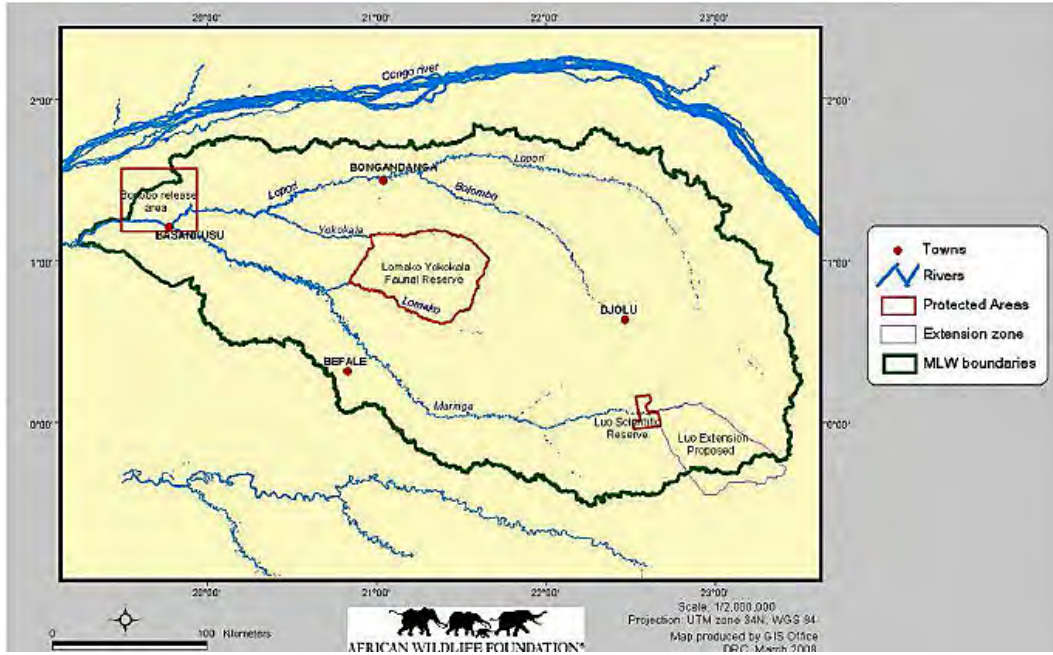 20°00' 21°00' 22°00' 23°00'
Congo river
2°00' 2°00'
BONGANDANGA
Lopori
Lopori
Bolombo
Bonobo release
area
BASANKUSU
Yokokala
1°00' 1°00'
Lomako Yokokala
Faunal Reserve
Lomako
DJOLU
BEFALE
Maringa
0°00' 0°00'
Luo Scientific
Reserve
Luo Extension
Proposed
20°00' 21°00' 22°00' 23°00'
Towns
Rivers
Protected Areas
Extension zone
MLW boundaries
0 100 Kilometers
AFRICAN WILDLIFE FOUNDATION®
Scale: 1/2,000,000
Projection: UTM zone 34N, WGS 84
Map produced by GIS Office
DRC, March 2008